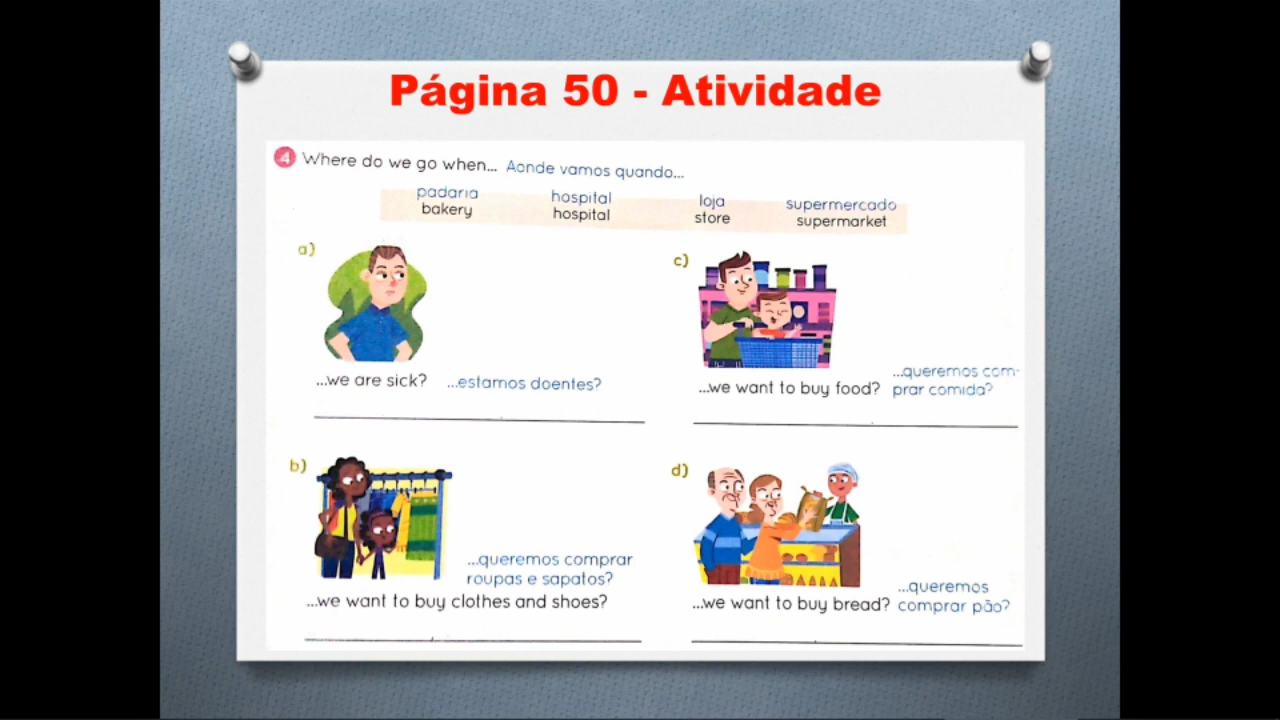 Página 50 - Atividade
4 Where do we go when... Aonde vamos quando...
padaria hospital loja supermercado
bakery hospital store supermarket
a)
...we are sick? ...estamos doentes?
c)
...queremos com-
...we want to buy food? prar comida?
b)
...queremos comprar
roupas e sapatos?
...we want to buy clothes and shoes?
d)
...queremos
...we want to buy bread? comprar pão?